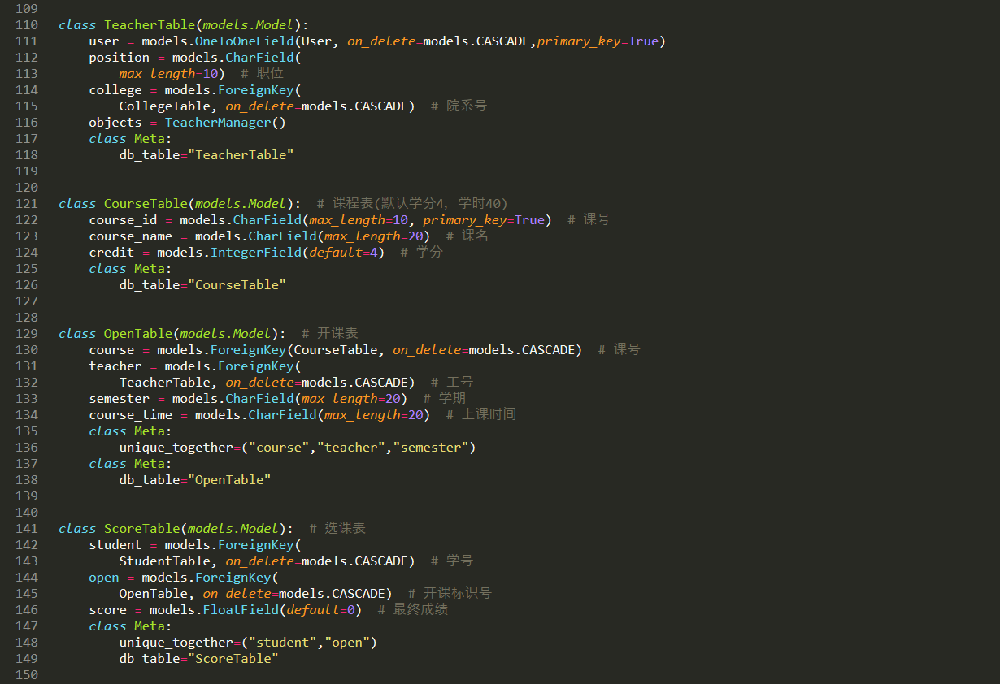 109
110 class TeacherTable(models.Model):
111     user = models.OneToOneField(User, on_delete=models.CASCADE,primary_key=True)
112     position = models.CharField(
113         max_length=10)  # 职位
114     college = models.ForeignKey(
115         CollegeTable, on_delete=models.CASCADE)  # 院系号
116     objects = TeacherManager()
117     class Meta:
118         db_table="TeacherTable"
119
120
121 class CourseTable(models.Model):  # 课程表(默认学分4, 学时40)
122     course_id = models.CharField(max_length=10, primary_key=True)  # 课号
123     course_name = models.CharField(max_length=20)  # 课名
124     credit = models.IntegerField(default=4)  # 学分
125     class Meta:
126         db_table="CourseTable"
127
128
129 class OpenTable(models.Model):  # 开课表
130     course = models.ForeignKey(CourseTable, on_delete=models.CASCADE)  # 课号
131     teacher = models.ForeignKey(
132         TeacherTable, on_delete=models.CASCADE)  # 工号
133     semester = models.CharField(max_length=20)  # 学期
134     course_time = models.CharField(max_length=20)  # 上课时间
135     class Meta:
136         unique_together=("course","teacher","semester")
137     class Meta:
138         db_table="OpenTable"
139
140
141 class ScoreTable(models.Model):  # 选课表
142     student = models.ForeignKey(
143         StudentTable, on_delete=models.CASCADE)  # 学号
144     open = models.ForeignKey(
145         OpenTable, on_delete=models.CASCADE)  # 开课标识号
146     score = models.FloatField(default=0)  # 最终成绩
147     class Meta:
148         unique_together=("student","open")
149         db_table="ScoreTable"
150